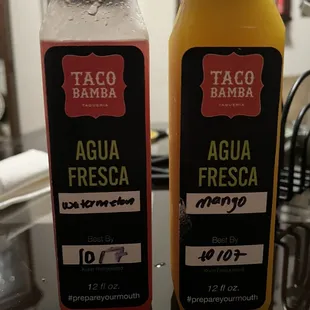 TACO
BAMBA
TAQUERIA
AGUA
FRESCA
watermelon
Best By
10/7
12 fl oz.
#prepareyourmouth
TACO
BAMBA
TAQUERIA
AGUA
FRESCA
mango
Best By
10/07
12 fl oz.
#prepareyourmouth